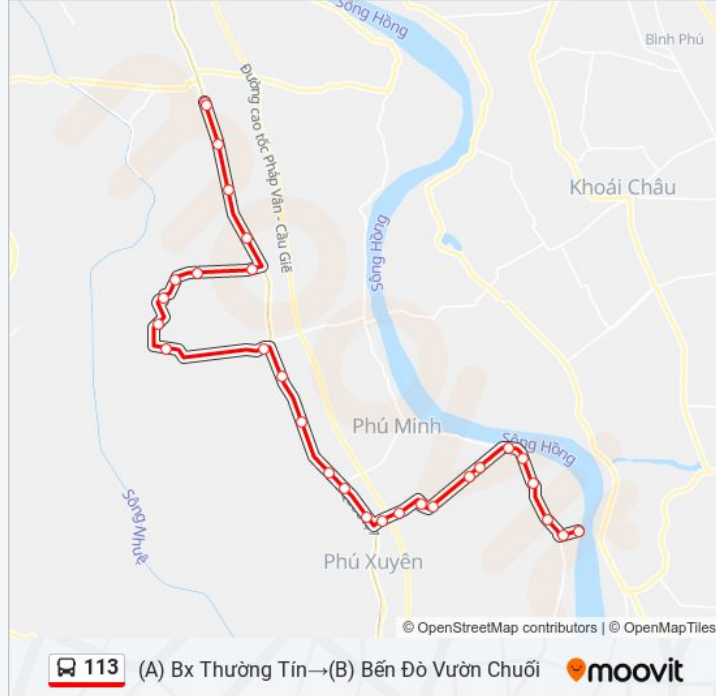 Sông Hồng
Bình Phú
Đường cao tốc Pháp Vân - Cầu Giẽ
Khoái Châu
Sông Hồng
Phú Minh
Sông Hồng
Sông Nhuệ
Phú Xuyên
© OpenStreetMap contributors | © OpenMapTiles
113 (A) Bx Thường Tín→(B) Bến Đò Vườn Chuối moovit